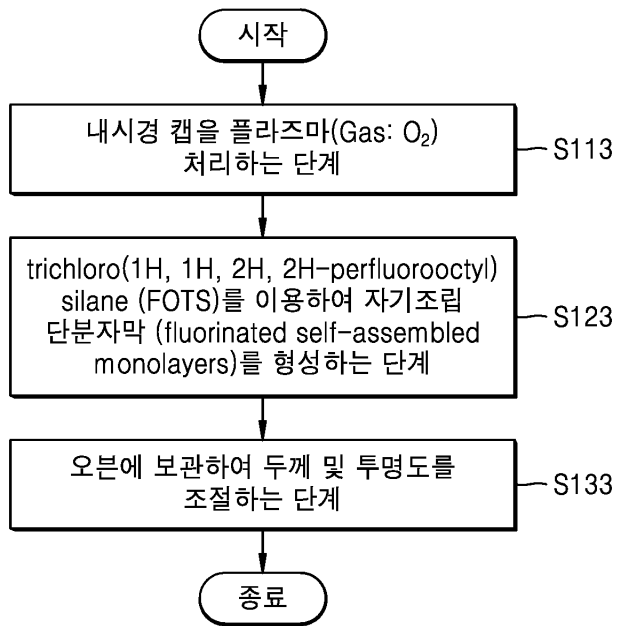 시작
내시경 캡을 플라즈마(Gas: O₂)
처리하는 단계
S113
trichloro(1H, 1H, 2H, 2H-perfluorooctyl)
silane (FOTS)를 이용하여 자기조립
단분자막 (fluorinated self-assembled
monolayers)를 형성하는 단계
S123
오븐에 보관하여 두께 및 투명도를
조절하는 단계
S133
종료